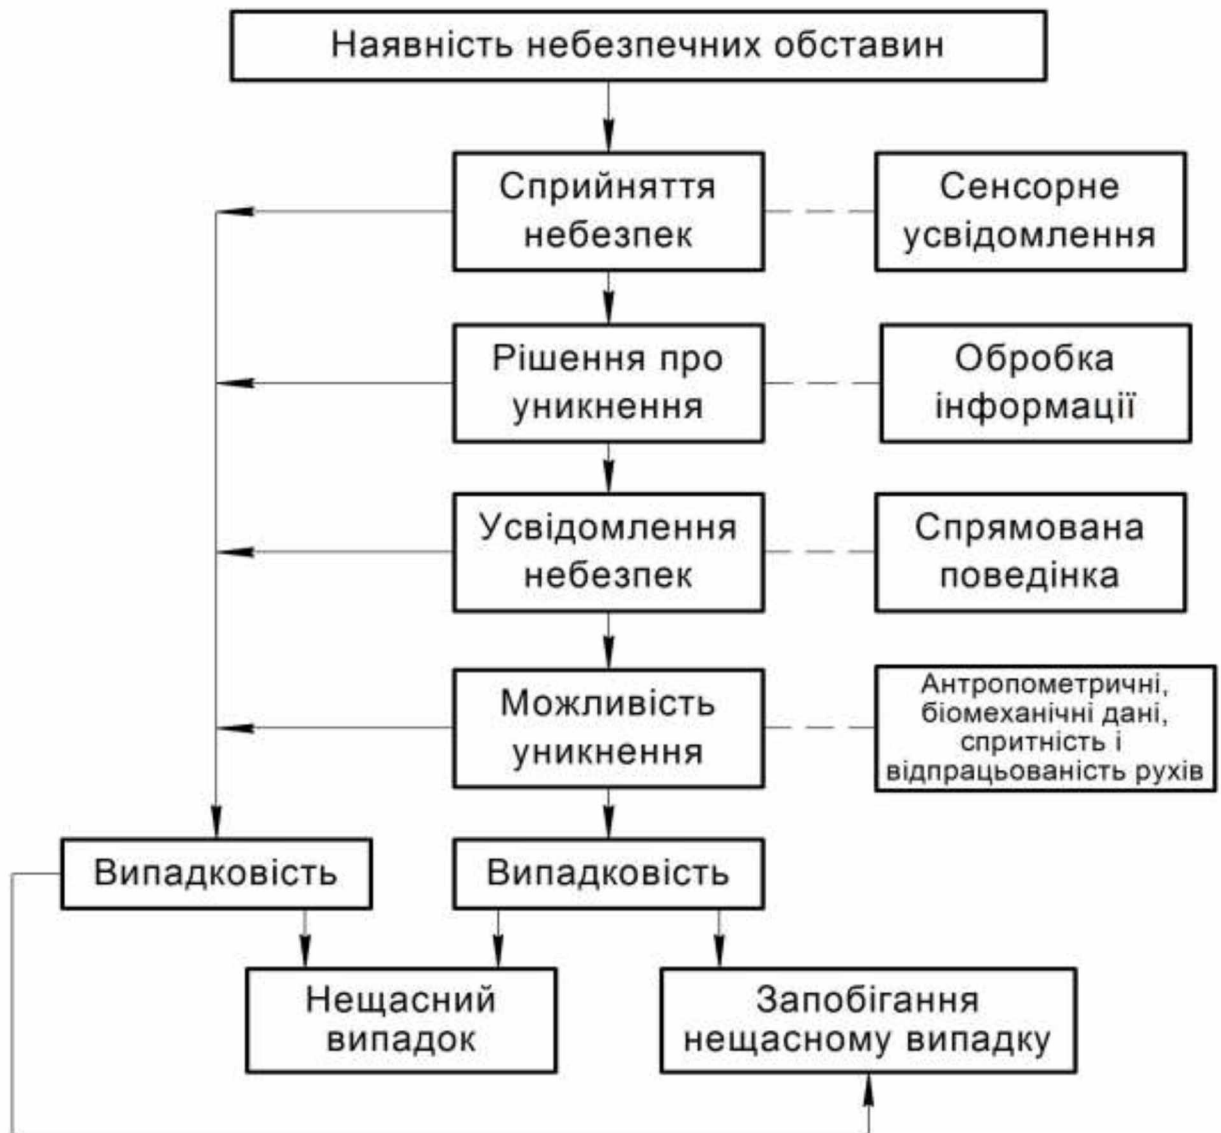 Наявність небезпечних обставин
Сприйняття
небезпек
Сенсорне
усвідомлення
Рішення про
уникнення
Обробка
інформації
Усвідомлення
небезпек
Спрямована
поведінка
Можливість
уникнення
Антропометричні,
біомеханічні дані,
спритність і
відпрацьованість рухів
Випадковість
Випадковість
Нещасний
випадок
Запобігання
нещасному випадку